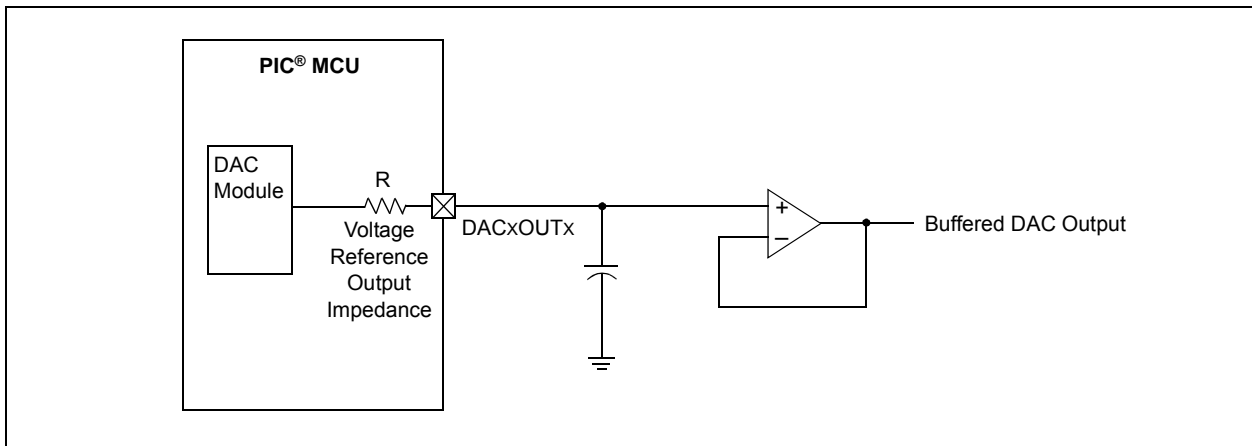 PIC® MCU
DAC
Module
R
Voltage
Reference
Output
Impedance
DACxOUTx
+
–
Buffered DAC Output